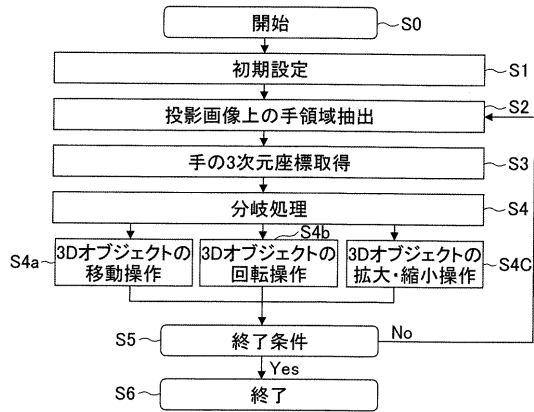 開始
S0
初期設定
S1
投影画像上の手領域抽出
S2
手の3次元座標取得
S3
分岐処理
S4
S4a
3Dオブジェクトの
移動操作
S4b
3Dオブジェクトの
回転操作
3Dオブジェクトの
拡大・縮小操作
S4C
S5
終了条件
No
Yes
S6
終了